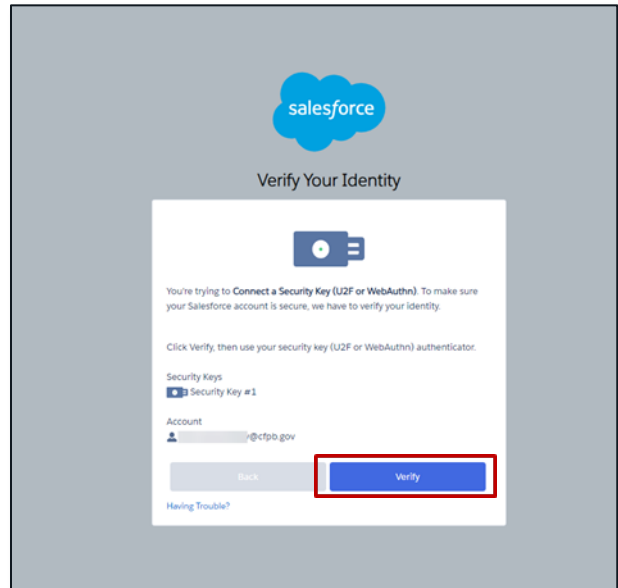 salesforce
Verify Your Identity
You're trying to Connect a Security Key (U2F or WebAuthn). To make sure
your Salesforce account is secure, we have to verify your identity.
Click Verify, then use your security key (U2F or WebAuthn) authenticator.
Security Keys
Security Key #1
Account
@cfpb.gov
Back
Verify
Having Trouble?